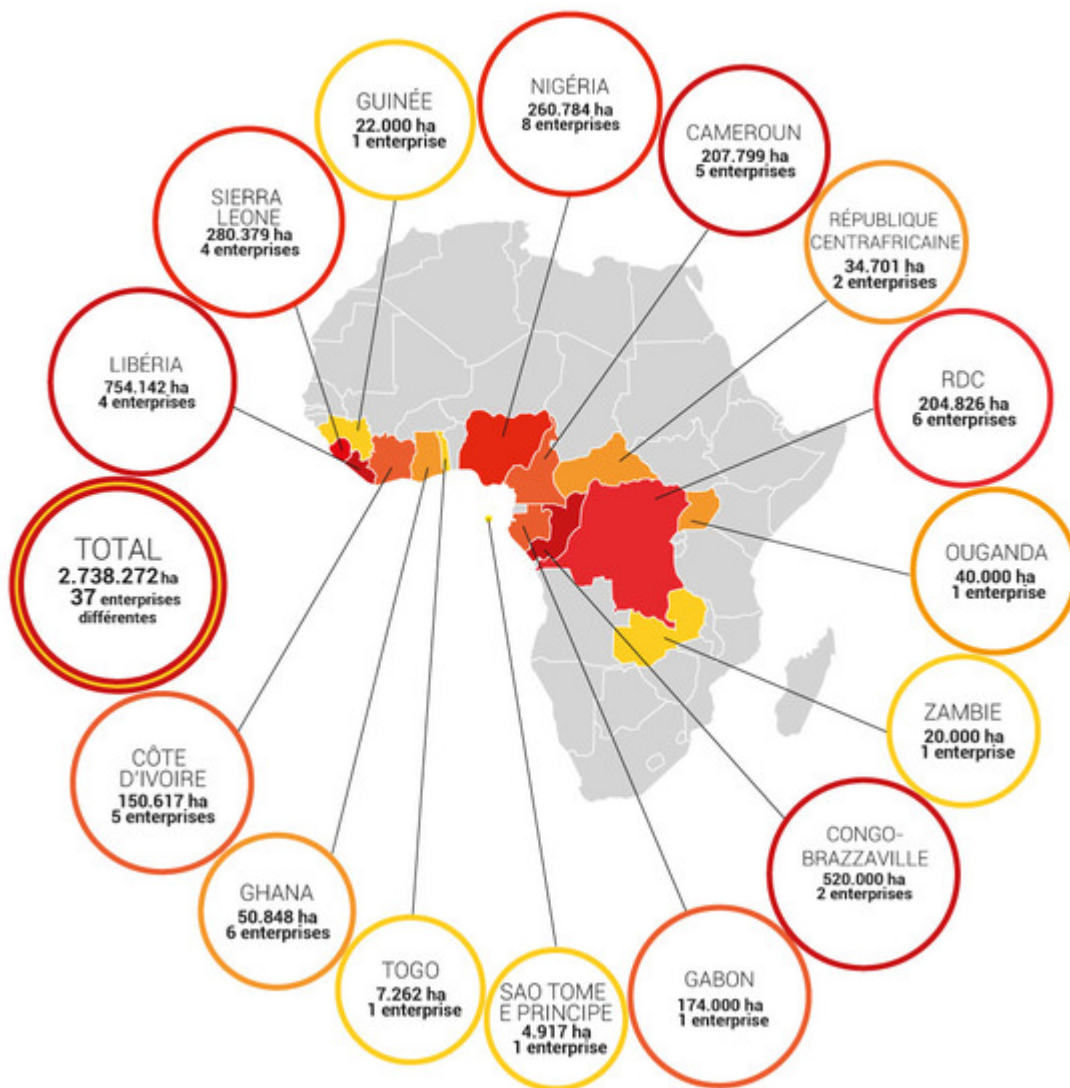 GUINÉE
22.000 ha
1 enterprise
NIGÉRIA
260.784 ha
8 enterprises
CAMEROUN
207.799 ha
5 enterprises
RÉPUBLIQUE
CENTRAFRICAINE
34.701 ha
2 enterprises
RDC
204.826 ha
6 enterprises
OUGANDA
40.000 ha
1 enterprise
ZAMBIE
20.000 ha
1 enterprise
CONGO-
BRAZZAVILLE
520.000 ha
2 enterprises
GABON
174.000 ha
1 enterprise
SAO TOME
E PRINCIPE
4.917 ha
1 enterprise
TOGO
7.262 ha
1 enterprise
GHANA
50.848 ha
6 enterprises
CÔTE
D'IVOIRE
150.617 ha
5 enterprises
TOTAL
2.738.272 ha
37 enterprises
différentes
LIBÉRIA
754.142 ha
4 enterprises
SIERRA
LEONE
280.379 ha
4 enterprises